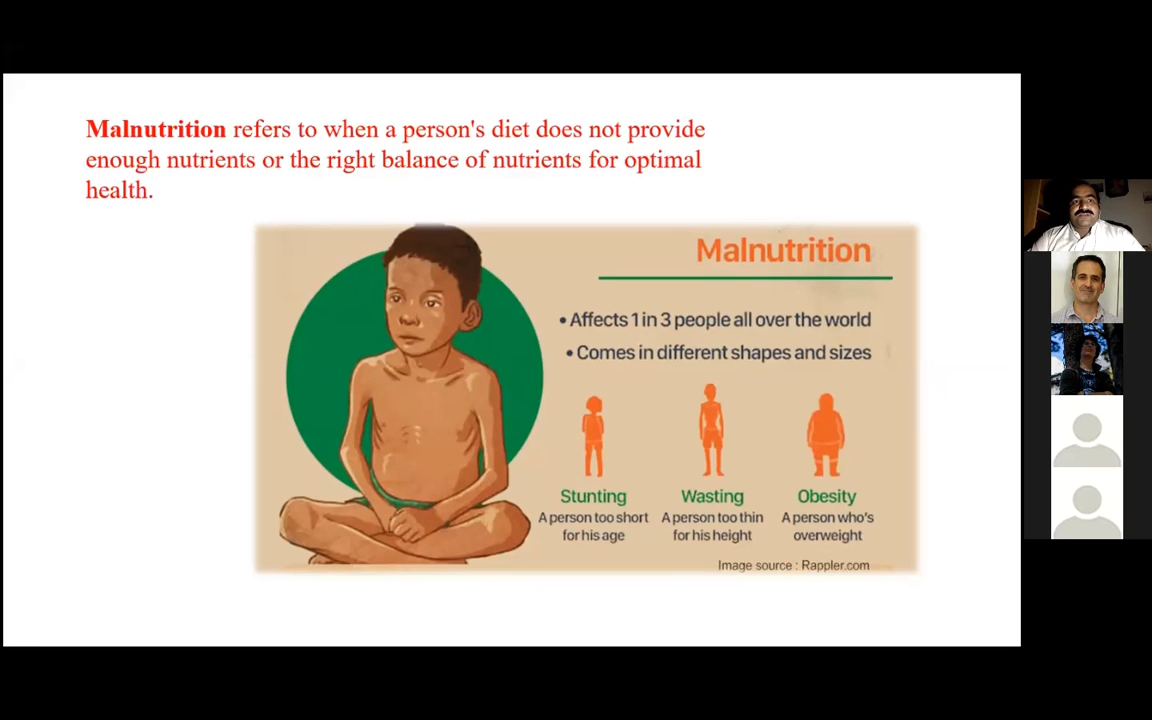 Malnutrition refers to when a person's diet does not provide
enough nutrients or the right balance of nutrients for optimal
health.
Malnutrition
• Affects 1 in 3 people all over the world
• Comes in different shapes and sizes
Stunting
A person too short
for his age
Wasting
A person too thin
for his height
Obesity
A person who's
overweight
Image source : Rappler.com